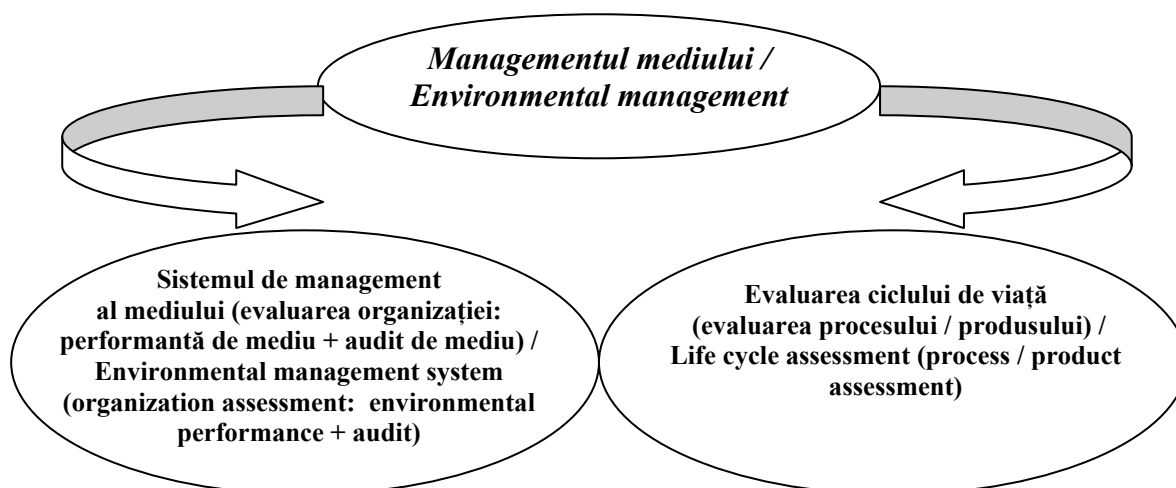 Managementul mediului /
Environmental management
Sistemul de management
al mediului (evaluarea organizației:
performantă de mediu + audit de mediu) /
Environmental management system
(organization assessment: environmental
performance + audit)
Evaluarea ciclului de viață
(evaluarea procesului / produsului) /
Life cycle assessment (process / product
assessment)